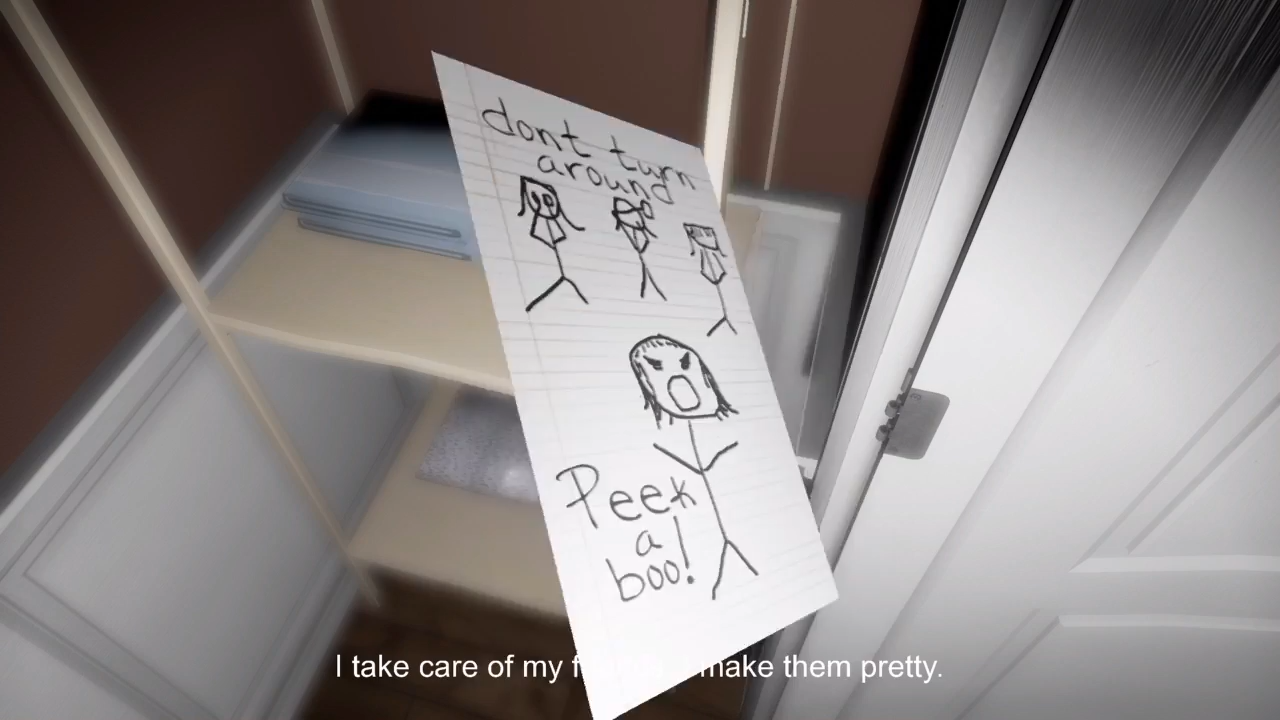 dont turn
around
Peek
a
boo!
I take care of my make them pretty.